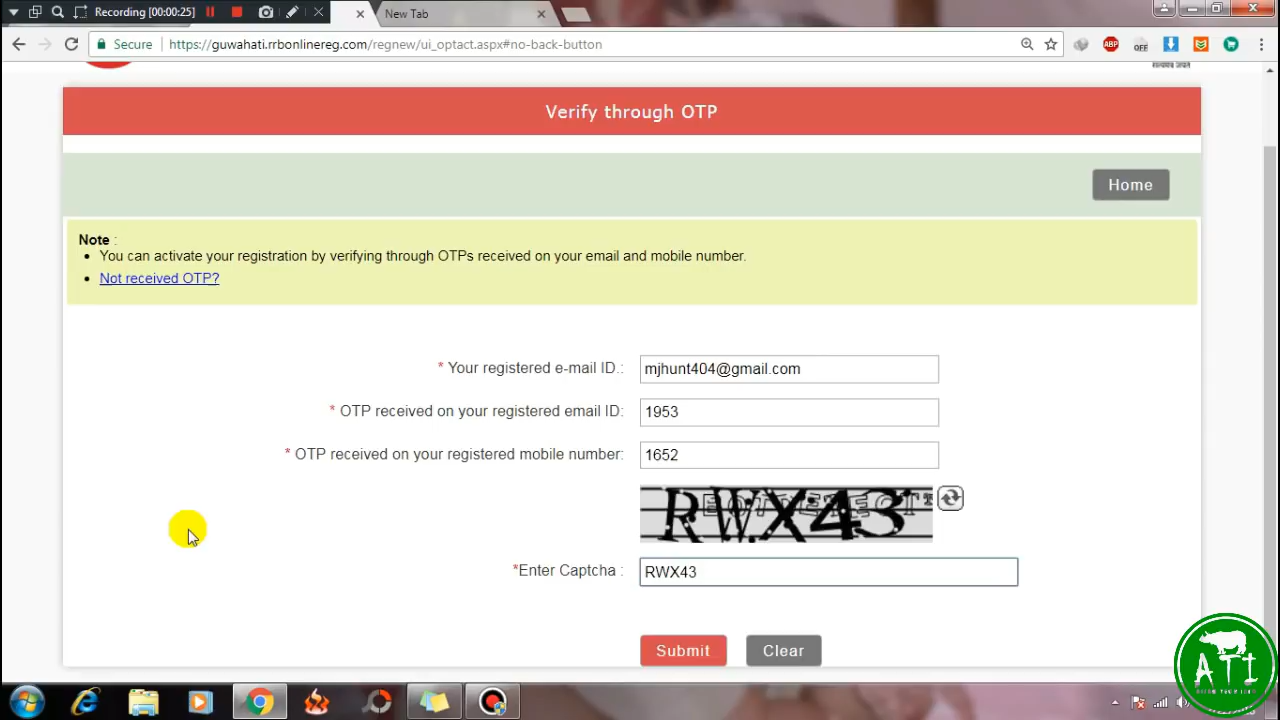 Recording [00:00:25]
New Tab
Secure https://guwahati.rrbonlinereg.com/regnew/ui_optact.aspx#no-back-button
ABP
OFF
Verify through OTP
Home
Note :
• You can activate your registration by verifying through OTPs received on your email and mobile number.
• Not received OTP?
* Your registered e-mail ID.: mjhunt404@gmail.com
* OTP received on your registered email ID: 1953
* OTP received on your registered mobile number: 1652
RWX43
*Enter Captcha : RWX43
Submit Clear
ATI